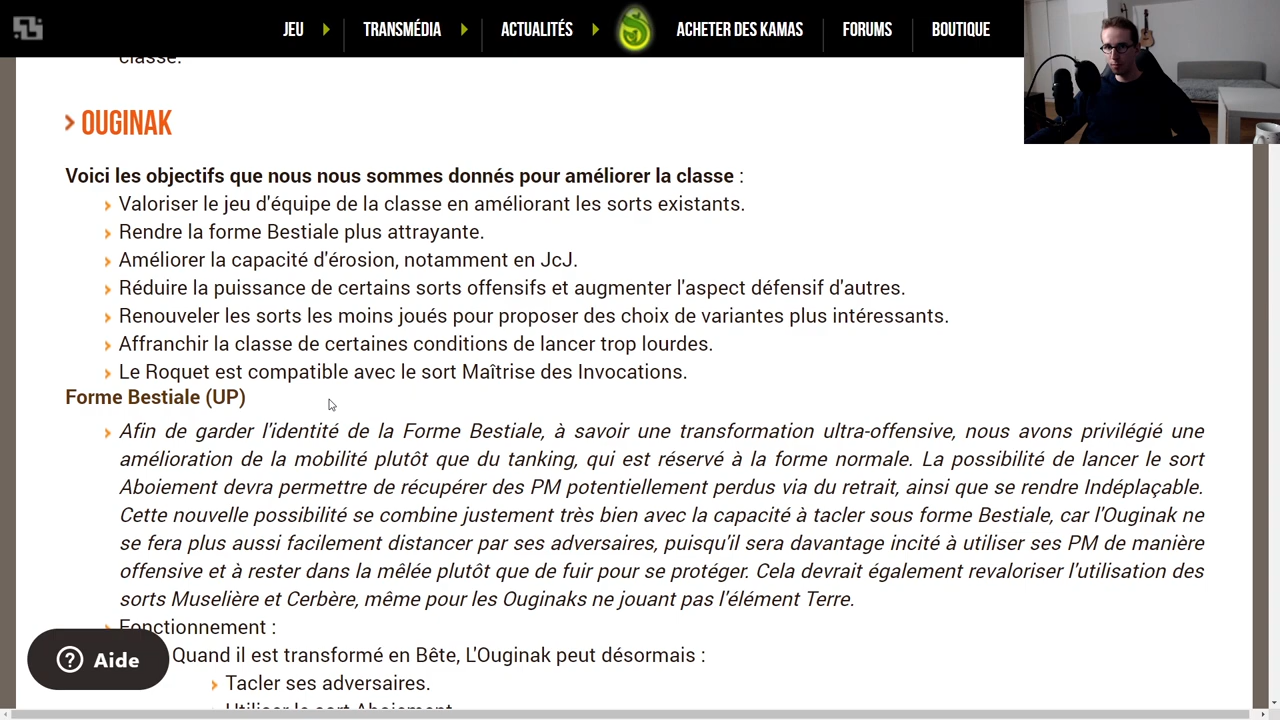 JEU TRANSMÉDIA ACTUALITÉS ACHETER DES KAMAS FORUMS BOUTIQUE
classe.
OUGINAK
Voici les objectifs que nous nous sommes donnés pour améliorer la classe :
Valoriser le jeu d'équipe de la classe en améliorant les sorts existants.
Rendre la forme Bestiale plus attrayante.
Améliorer la capacité d'érosion, notamment en JcJ.
Réduire la puissance de certains sorts offensifs et augmenter l'aspect défensif d'autres.
Renouveler les sorts les moins joués pour proposer des choix de variantes plus intéressants.
Affranchir la classe de certaines conditions de lancer trop lourdes.
Le Roquet est compatible avec le sort Maîtrise des Invocations.
Forme Bestiale (UP)
Afin de garder l'identité de la Forme Bestiale, à savoir une transformation ultra-offensive, nous avons privilégié une
amélioration de la mobilité plutôt que du tanking, qui est réservé à la forme normale. La possibilité de lancer le sort
Aboiement devra permettre de récupérer des PM potentiellement perdus via du retrait, ainsi que se rendre Indéplaçable.
Cette nouvelle possibilité se combine justement très bien avec la capacité à tacler sous forme Bestiale, car l'Ouginak ne
se fera plus aussi facilement distancer par ses adversaires, puisqu'il sera davantage incité à utiliser ses PM de manière
offensive et à rester dans la mêlée plutôt que de fuir pour se protéger. Cela devrait également revaloriser l'utilisation des
sorts Muselière et Cerbère, même pour les Ouginaks ne jouant pas l'élément Terre.
Fonctionnement :
Quand il est transformé en Bête, L'Ouginak peut désormais :
Tacler ses adversaires.
Utiliser le sort Aboiement
Aide